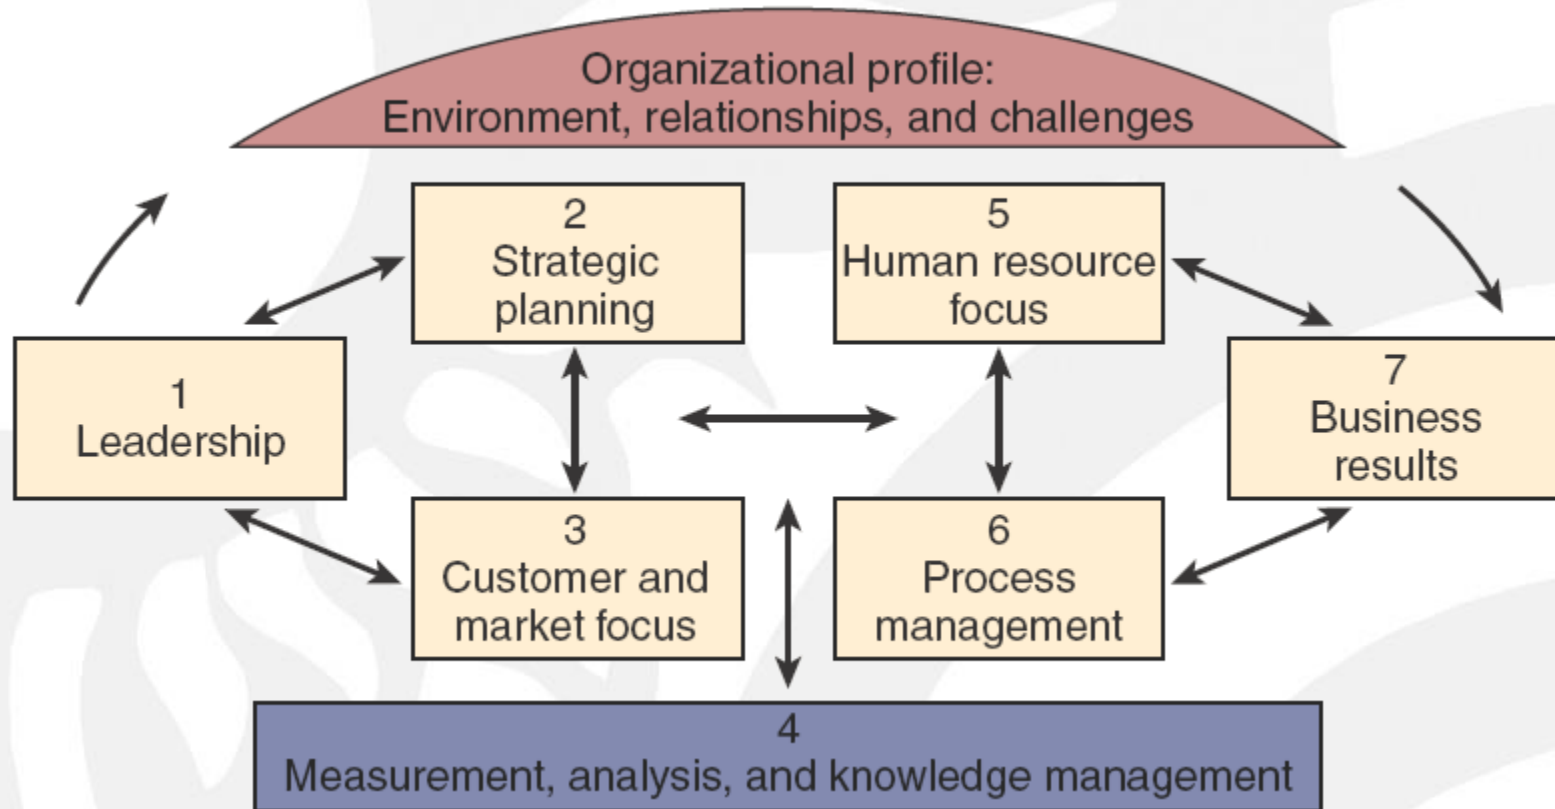 Organizational profile:
Environment, relationships, and challenges
2
Strategic
planning
5
Human resource
focus
1
Leadership
7
Business
results
3
Customer and
market focus
6
Process
management
4
Measurement, analysis, and knowledge management